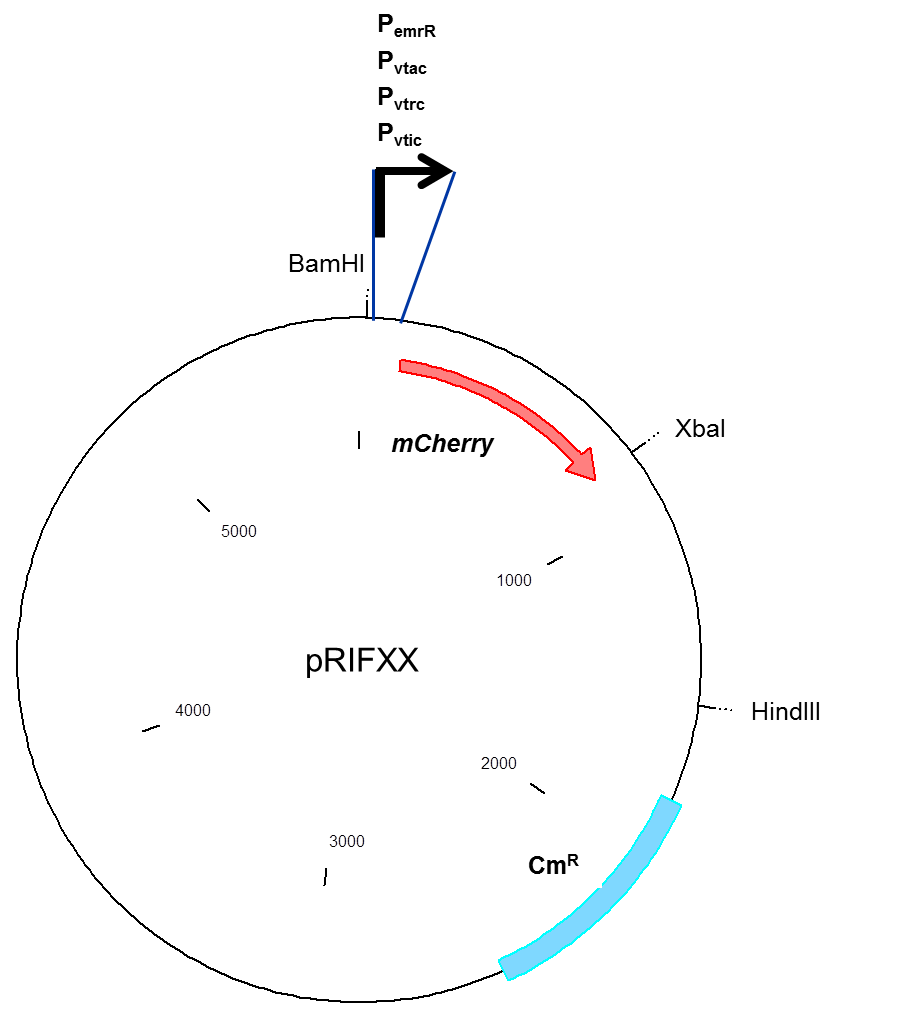 PemrR
Pvtac
Pvtrc
Pvtic
BamHI
XbaI
mCherry
5000
1000
pRIFXX
4000
HindIII
2000
3000
CmR